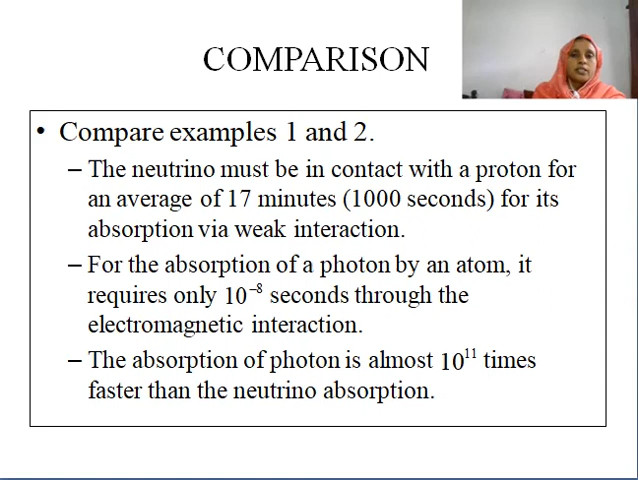 COMPARISON
• Compare examples 1 and 2.
– The neutrino must be in contact with a proton for
an average of 17 minutes (1000 seconds) for its
absorption via weak interaction.
– For the absorption of a photon by an atom, it
requires only 10⁻⁸ seconds through the
electromagnetic interaction.
– The absorption of photon is almost 10¹¹ times
faster than the neutrino absorption.